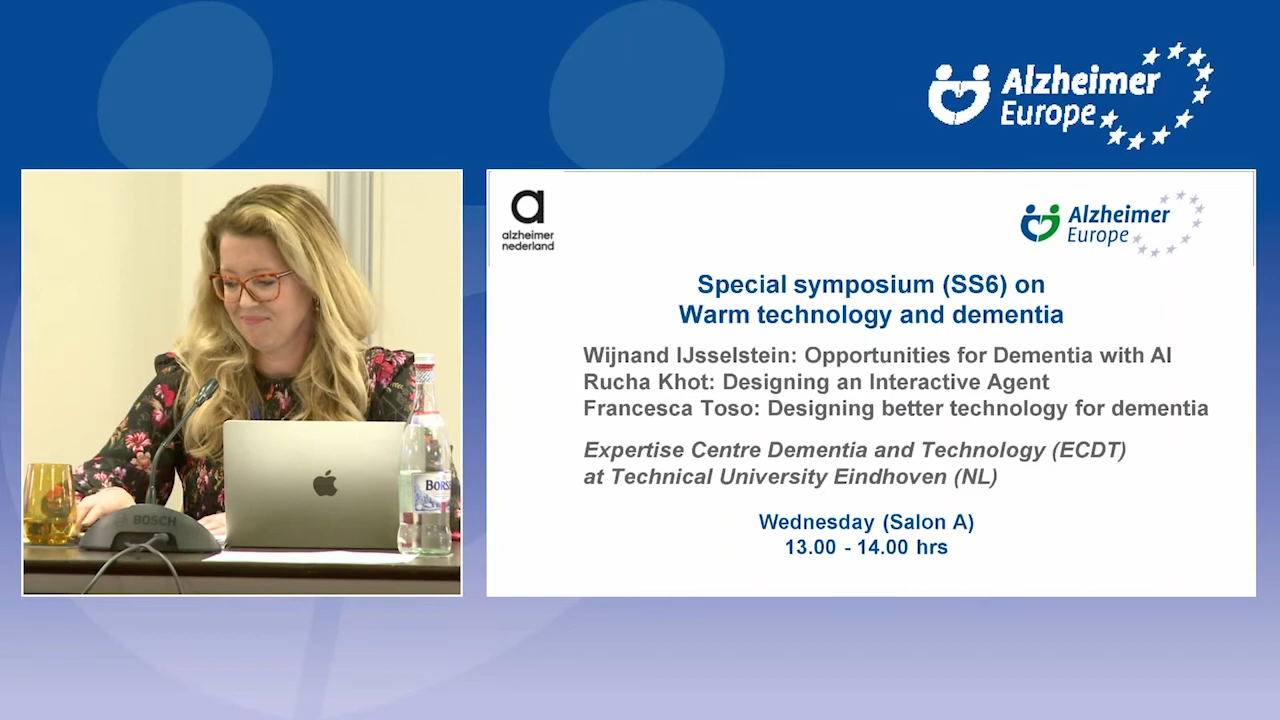 Alzheimer
Europe
alzheimer
nederland
Alzheimer
Europe
Special symposium (SS6) on
Warm technology and dementia
Wijnand IJsselstein: Opportunities for Dementia with AI
Rucha Khot: Designing an Interactive Agent
Francesca Toso: Designing better technology for dementia
Expertise Centre Dementia and Technology (ECDT)
at Technical University Eindhoven (NL)
Wednesday (Salon A)
13.00 - 14.00 hrs
BOSCH